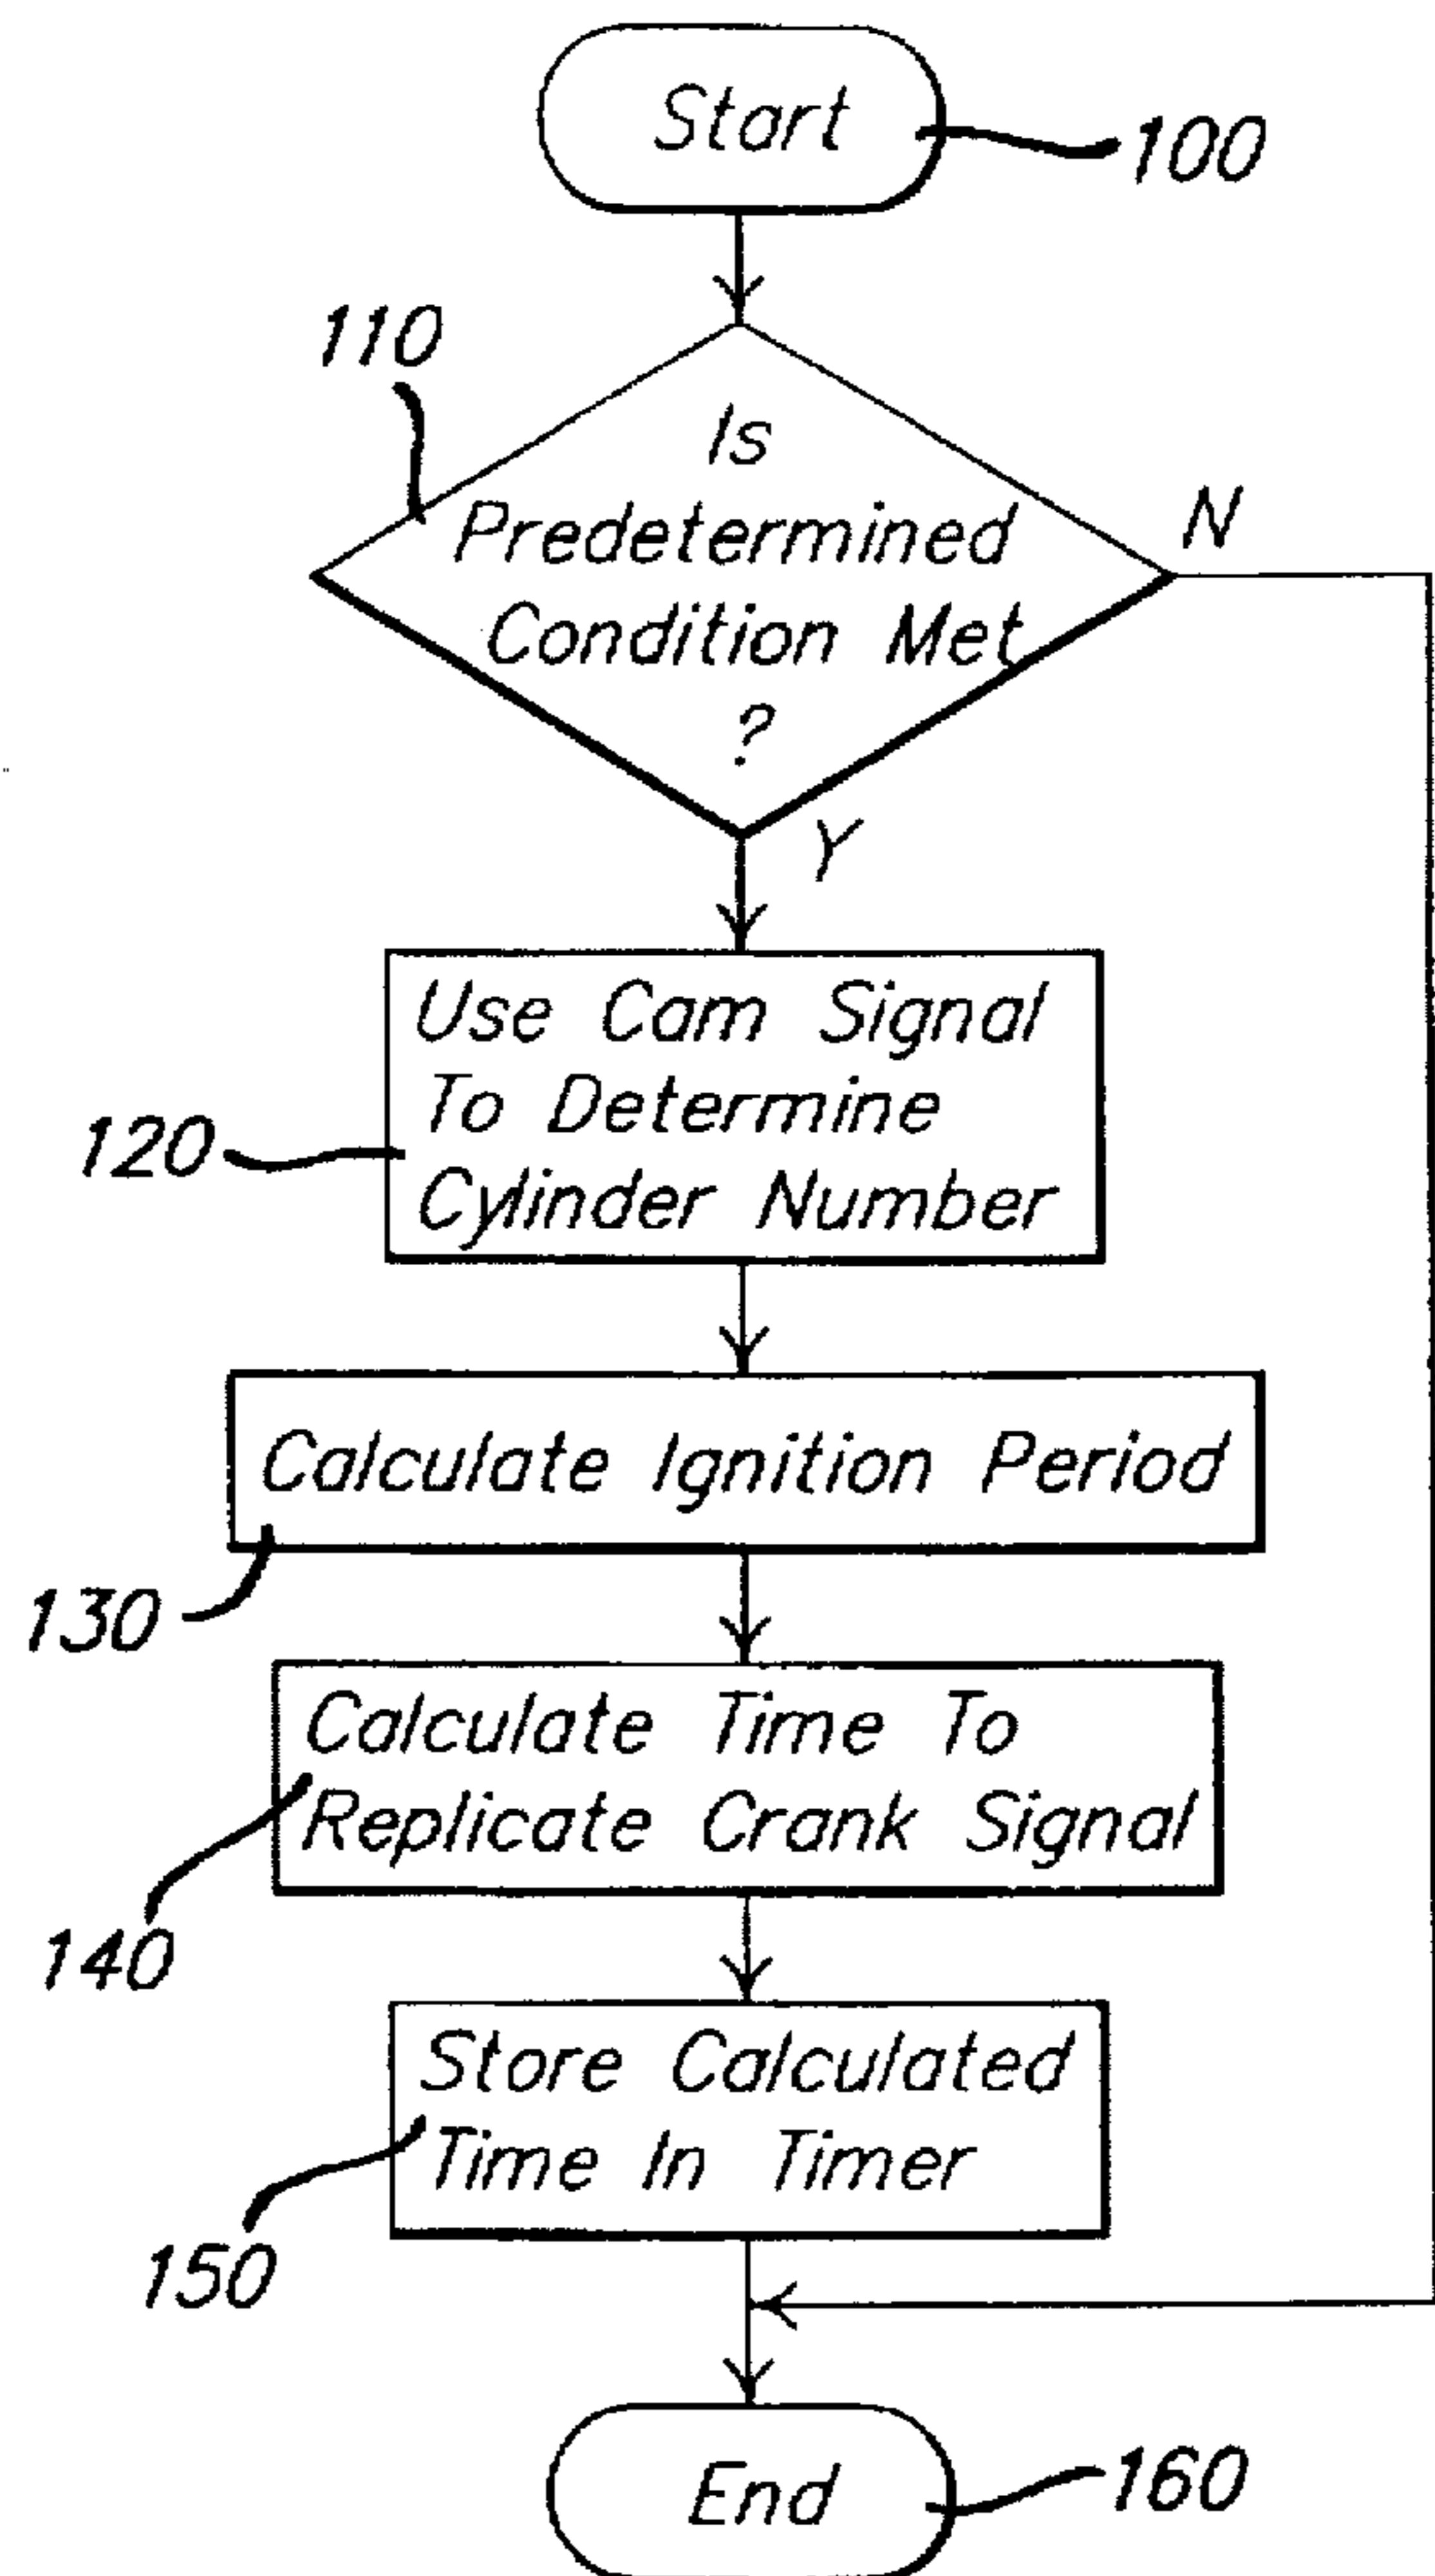 Start
100
110
Is
Predetermined
Condition Met
?
N
Y
Use Cam Signal
To Determine
Cylinder Number
120
Calculate Ignition Period
130
Calculate Time To
Replicate Crank Signal
140
Store Calculated
Time In Timer
150
End
160